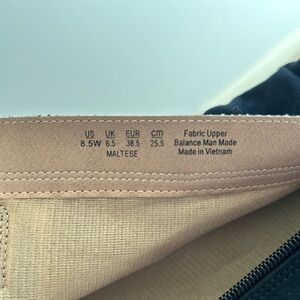 US UK EUR cm Fabric Upper
8.5W 6.5 38.5 25.5 Balance Man Made
MALTESE Made in Vietnam